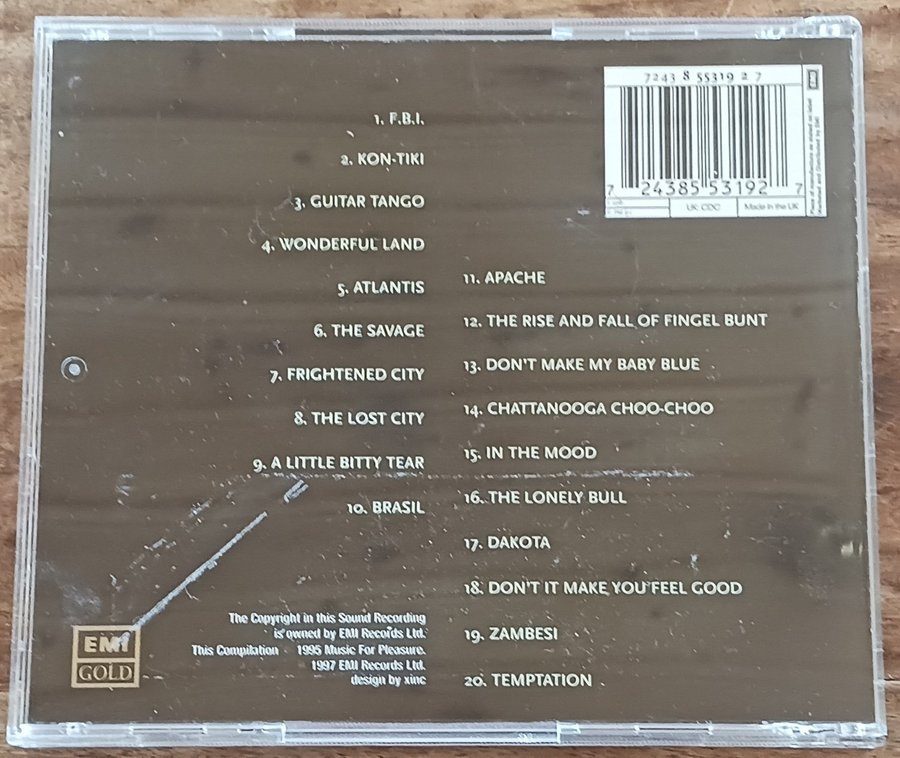 7243 8 55319 2 7
EMI
7 24385 53192 7
UK: CDC
Made in the UK
1. F.B.I.
2. KON-TIKI
3. GUITAR TANGO
4. WONDERFUL LAND
5. ATLANTIS
6. THE SAVAGE
7. FRIGHTENED CITY
8. THE LOST CITY
9. A LITTLE BITTY TEAR
10. BRASIL
11. APACHE
12. THE RISE AND FALL OF FINGEL BUNT
13. DON'T MAKE MY BABY BLUE
14. CHATTANOOGA CHOO-CHOO
15. IN THE MOOD
16. THE LONELY BULL
17. DAKOTA
18. DON'T IT MAKE YOU FEEL GOOD
19. ZAMBESI
20. TEMPTATION
The Copyright in this Sound Recording
is owned by EMI Records Ltd.
This Compilation 1995 Music For Pleasure.
1997 EMI Records Ltd.
design by xinc
EMI
GOLD